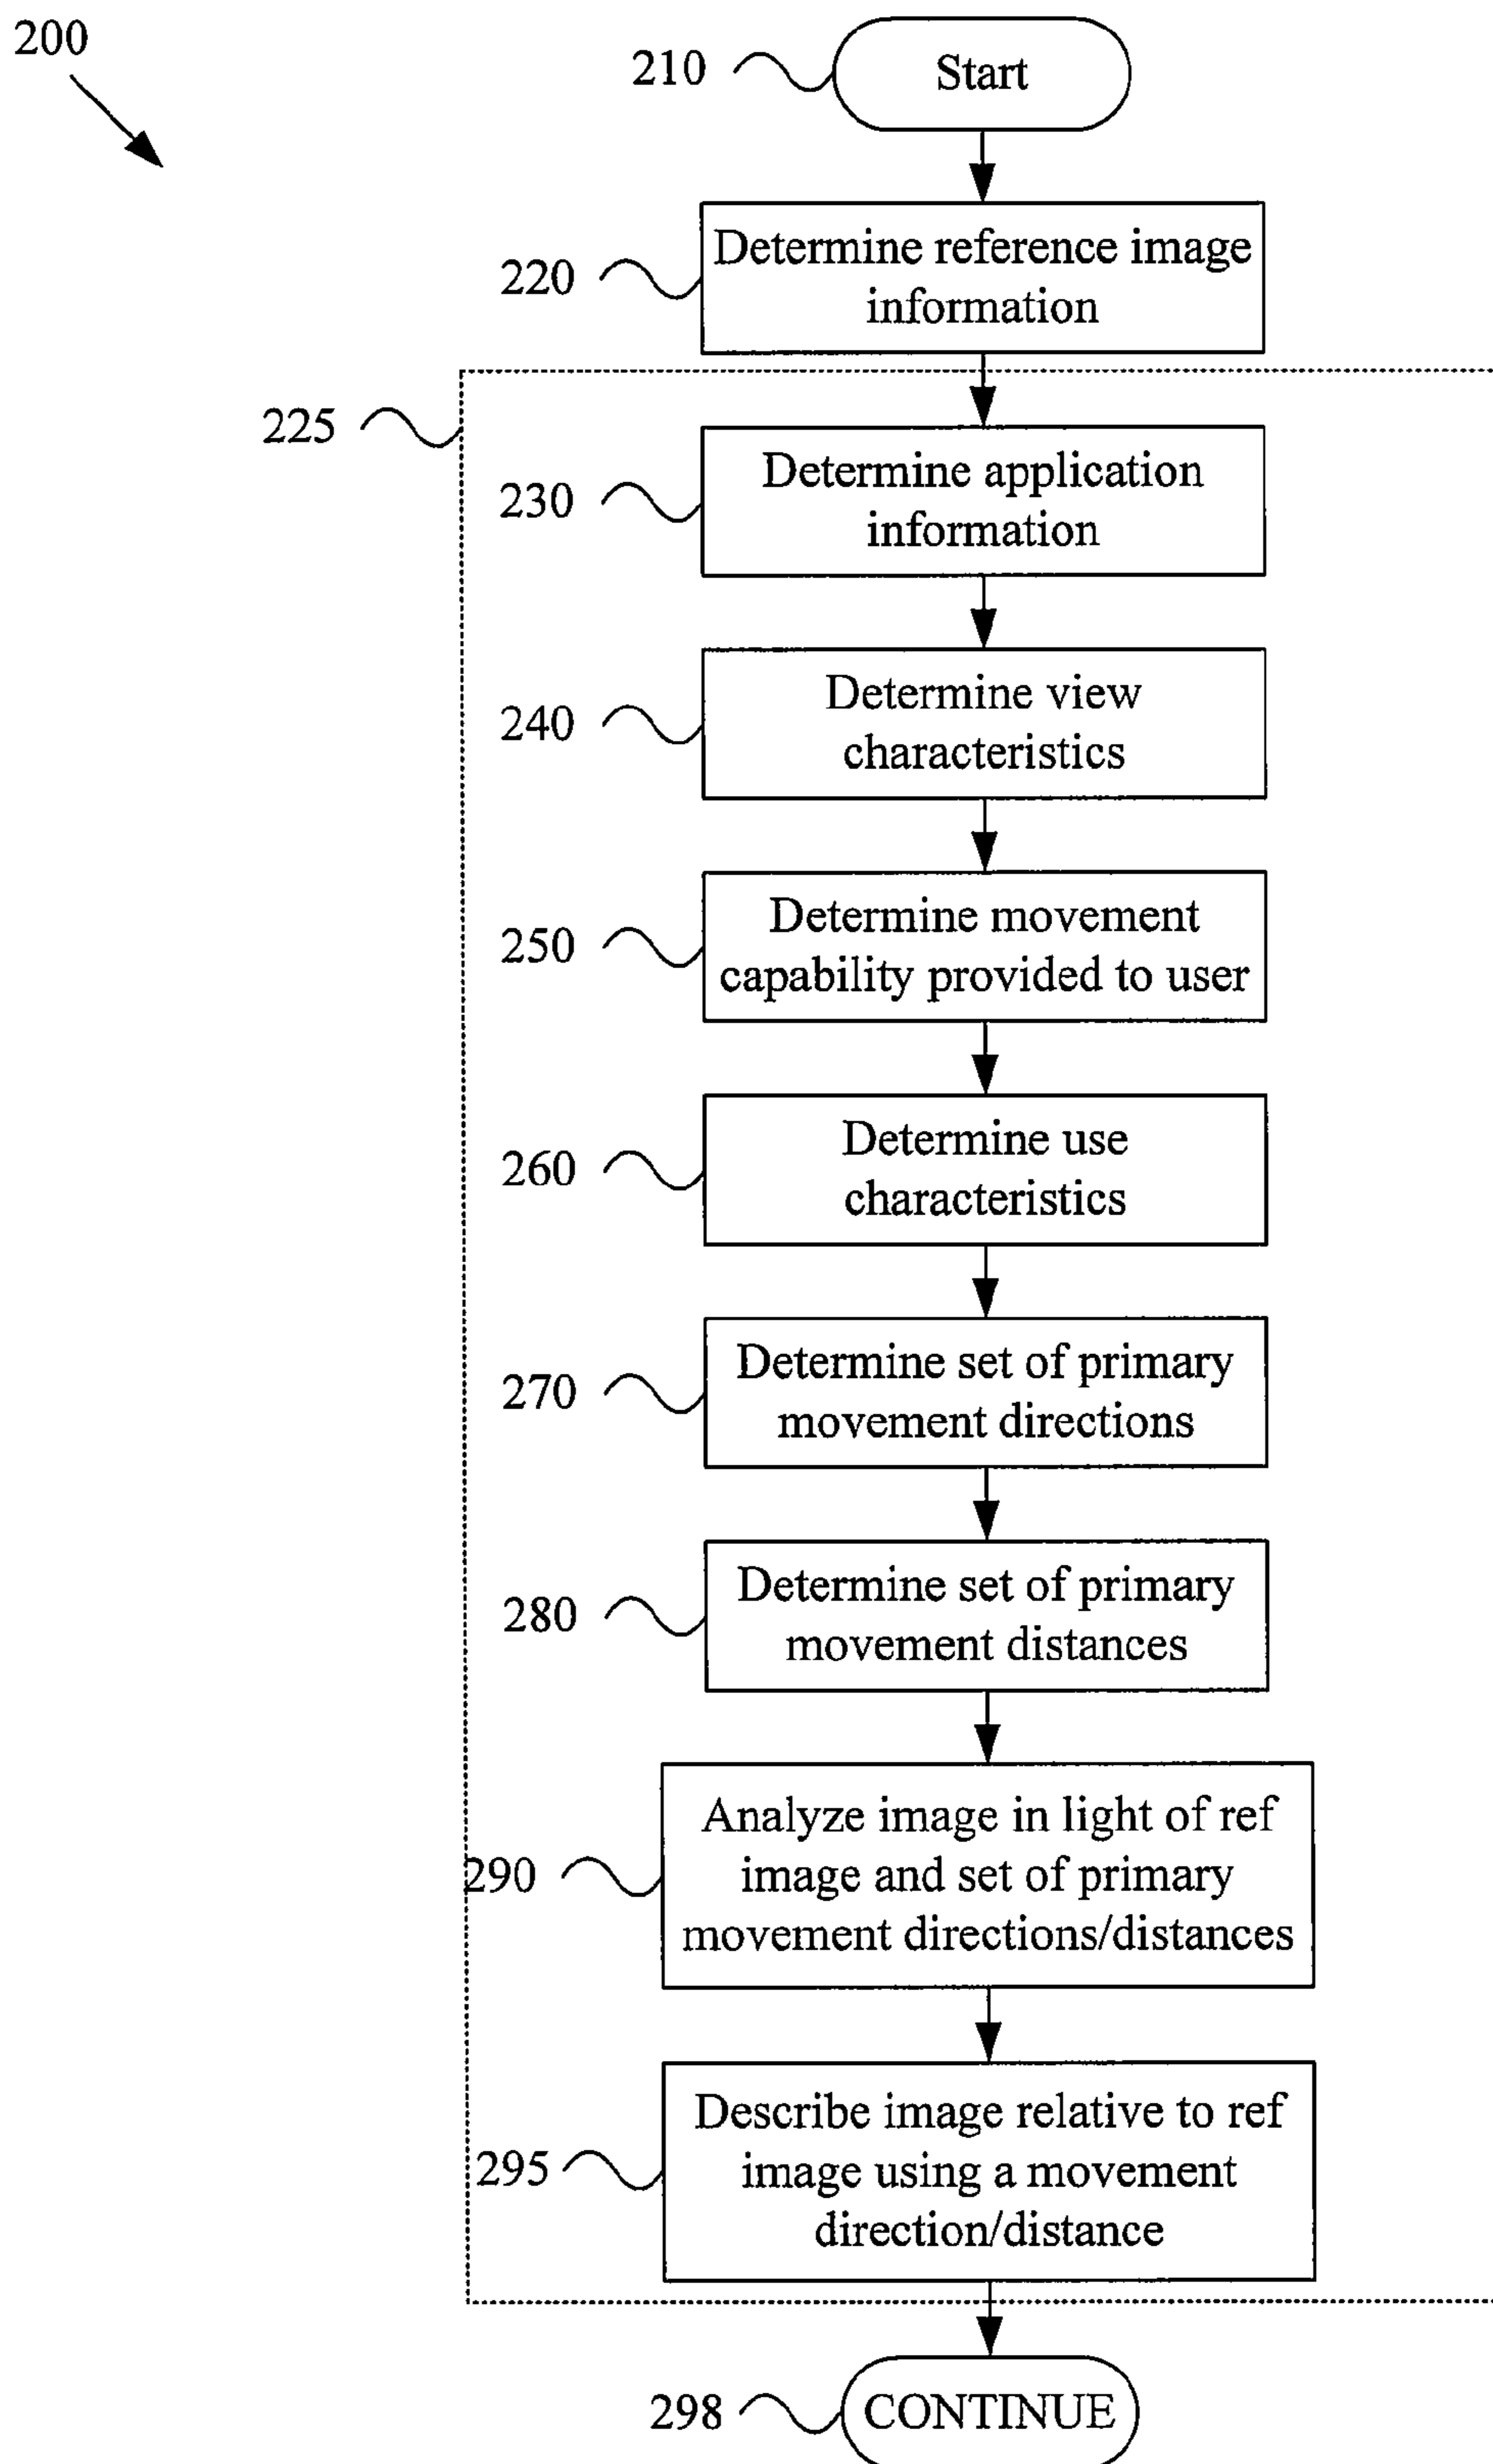 200
210
Start
220
Determine reference image
information
225
230
Determine application
information
240
Determine view
characteristics
250
Determine movement
capability provided to user
260
Determine use
characteristics
270
Determine set of primary
movement directions
280
Determine set of primary
movement distances
290
Analyze image in light of ref
image and set of primary
movement directions/distances
295
Describe image relative to ref
image using a movement
direction/distance
298
CONTINUE